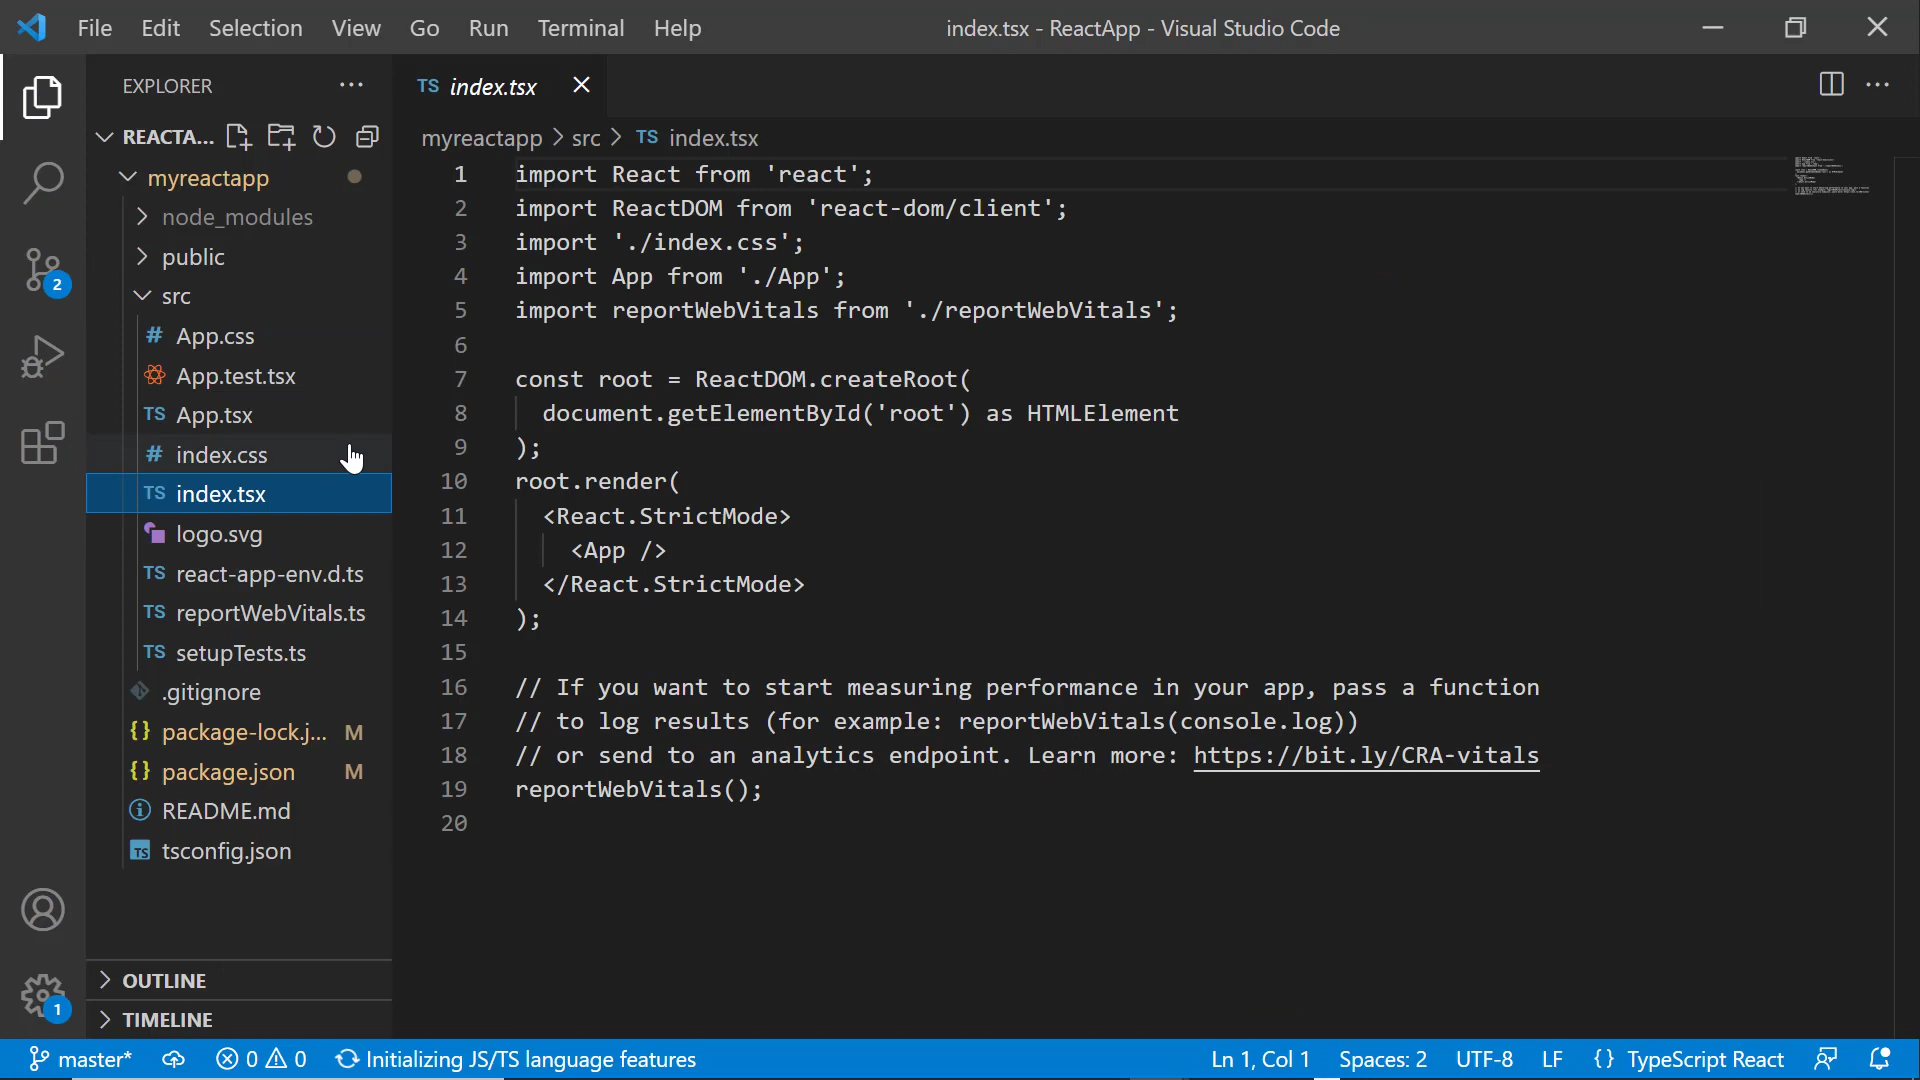 File Edit Selection View Go Run Terminal Help
index.tsx - ReactApp - Visual Studio Code
EXPLORER
REACTA...
myreactapp
node_modules
public
src
# App.css
App.test.tsx
TS App.tsx
# index.css
TS index.tsx
logo.svg
TS react-app-env.d.ts
TS reportWebVitals.ts
TS setupTests.ts
.gitignore
{} package-lock.j... M
{} package.json M
README.md
TS tsconfig.json
OUTLINE
TIMELINE
2
1
TS index.tsx
myreactapp > src > TS index.tsx
1 import React from 'react';
2 import ReactDOM from 'react-dom/client';
3 import './index.css';
4 import App from './App';
5 import reportWebVitals from './reportWebVitals';
6
7 const root = ReactDOM.createRoot(
8 document.getElementById('root') as HTMLElement
9 );
10 root.render(
11 <React.StrictMode>
12 <App />
13 </React.StrictMode>
14 );
15
16 // If you want to start measuring performance in your app, pass a function
17 // to log results (for example: reportWebVitals(console.log))
18 // or send to an analytics endpoint. Learn more: https://bit.ly/CRA-vitals
19 reportWebVitals();
20
master* 0 0 Initializing JS/TS language features Ln 1, Col 1 Spaces: 2 UTF-8 LF {} TypeScript React